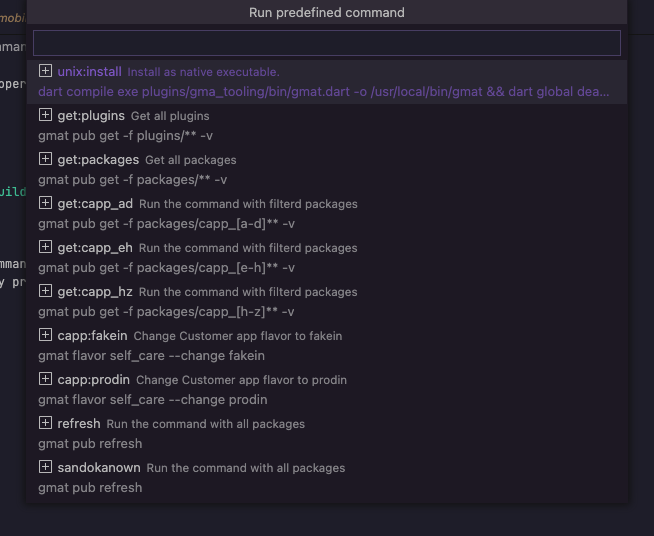 Run predefined command
mobi
unix:install Install as native executable.
dart compile exe plugins/gma_tooling/bin/gmat.dart -o /usr/local/bin/gmat && dart global dea...
get:plugins Get all plugins
gmat pub get -f plugins/** -v
get:packages Get all packages
gmat pub get -f packages/** -v
get:capp_ad Run the command with filterd packages
gmat pub get -f packages/capp_[a-d]** -v
get:capp_eh Run the command with filterd packages
gmat pub get -f packages/capp_[e-h]** -v
get:capp_hz Run the command with filterd packages
gmat pub get -f packages/capp_[h-z]** -v
capp:fakein Change Customer app flavor to fakein
gmat flavor self_care --change fakein
capp:prodin Change Customer app flavor to prodin
gmat flavor self_care --change prodin
refresh Run the command with all packages
gmat pub refresh
sandokanown Run the command with all packages
gmat pub refresh